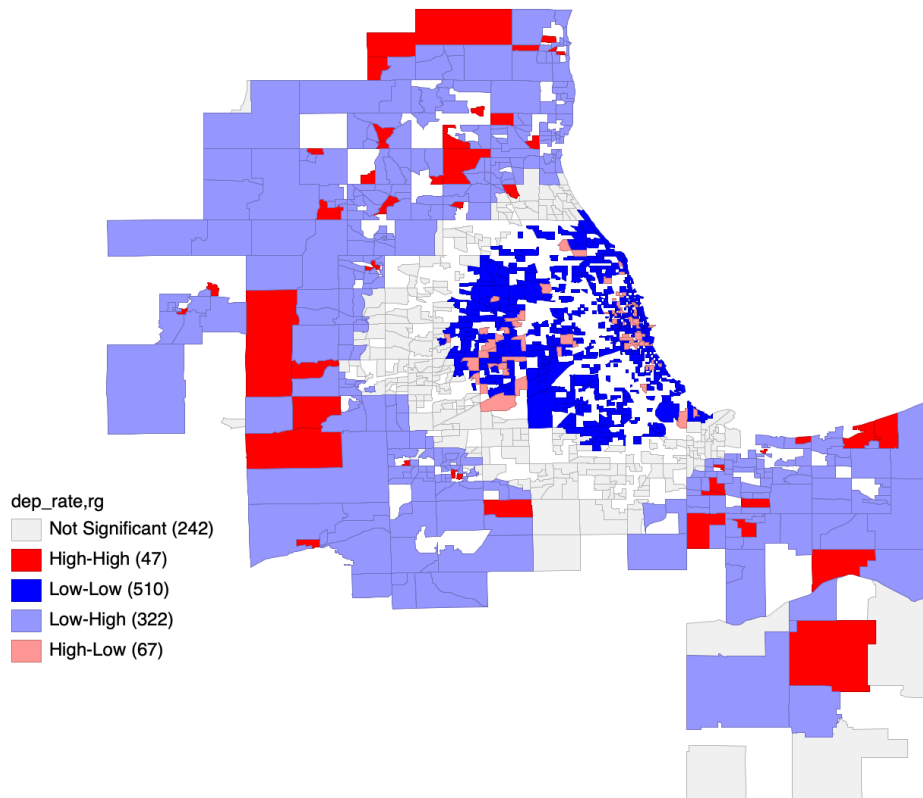 dep_rate,rg
Not Significant (242)
High-High (47)
Low-Low (510)
Low-High (322)
High-Low (67)